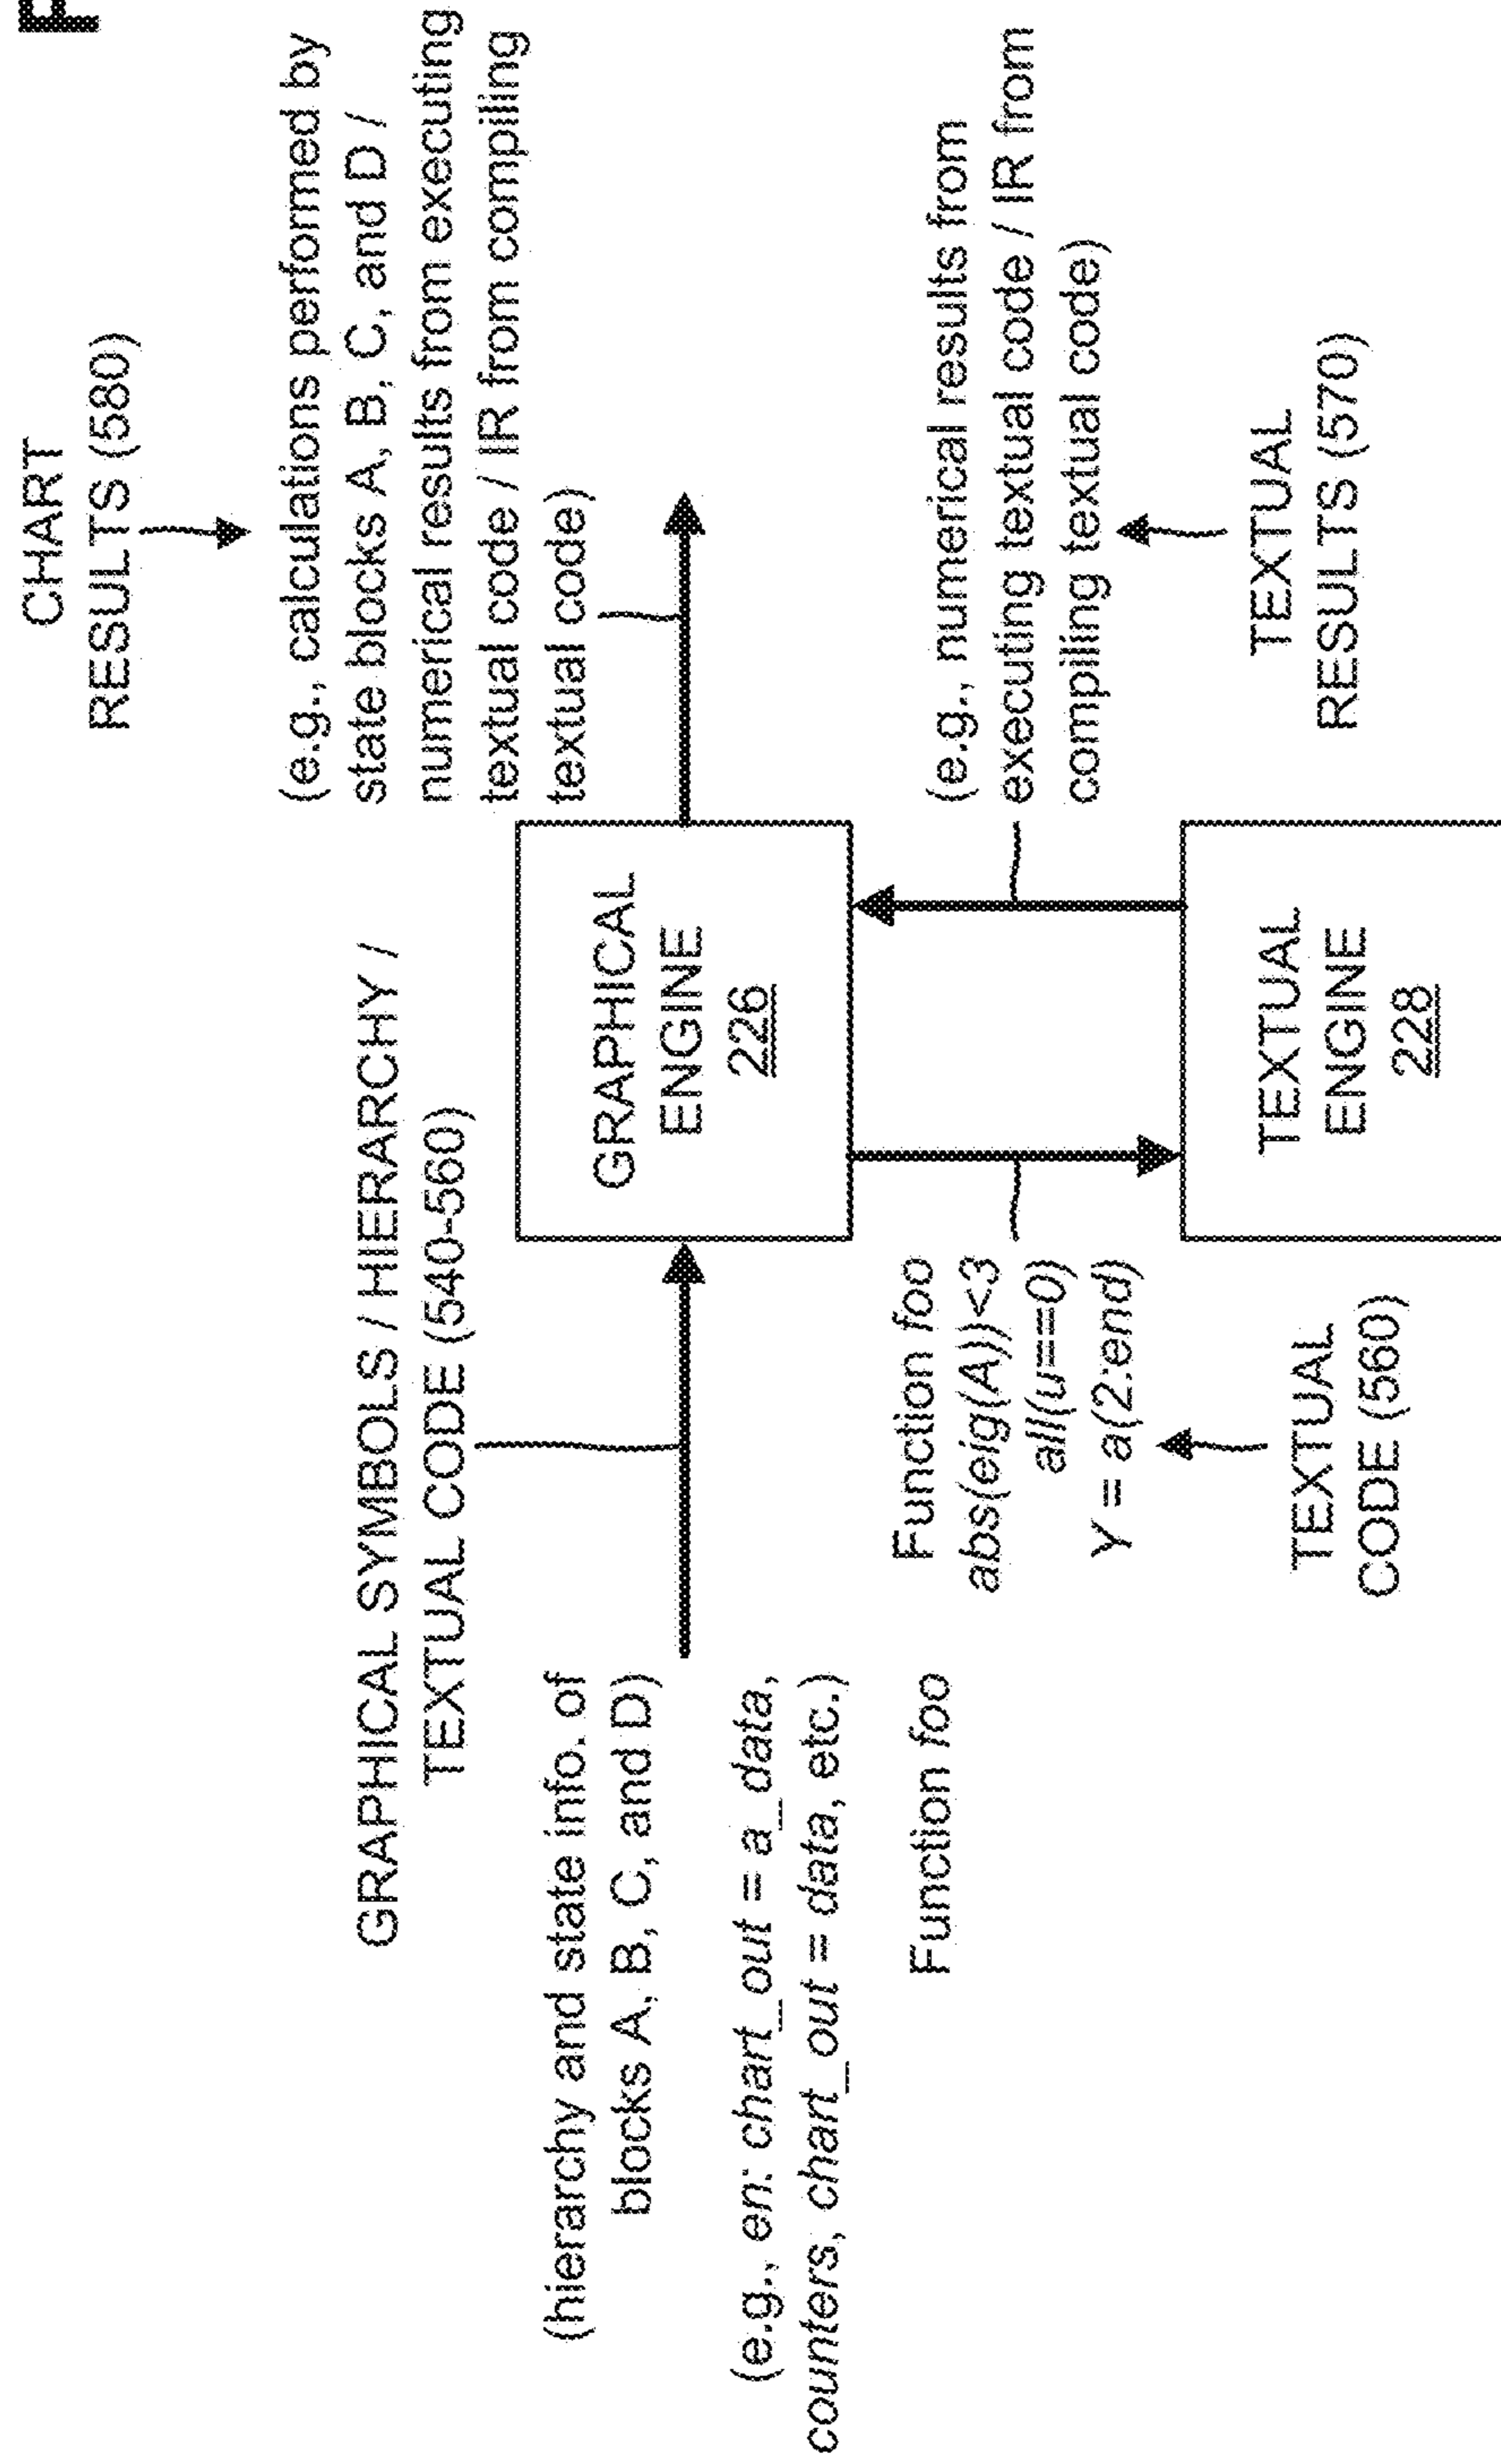 CHART
RESULTS (580)
(e.g., calculations performed by
state blocks A, B, C, and D /
numerical results from executing
textual code / IR from compiling
textual code)
GRAPHICAL SYMBOLS / HIERARCHY /
TEXTUAL CODE (540-560)
(hierarchy and state info. of
blocks A, B, C, and D)
(e.g., en: chart_out = a_data,
counters, chart_out = data, etc.)
Function foo
GRAPHICAL
ENGINE
226
Function foo
abs(eig(A))<3
all(u==0)
Y = a(2:end)
TEXTUAL
CODE (560)
(e.g., numerical results from
executing textual code / IR from
compiling textual code)
TEXTUAL
RESULTS (570)
TEXTUAL
ENGINE
228